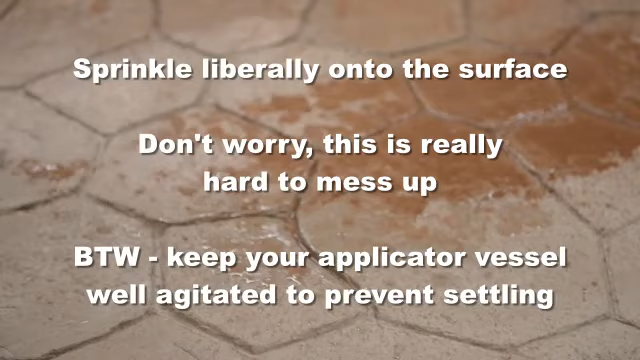 Sprinkle liberally onto the surface
Don't worry, this is really
hard to mess up
BTW - keep your applicator vessel
well agitated to prevent settling